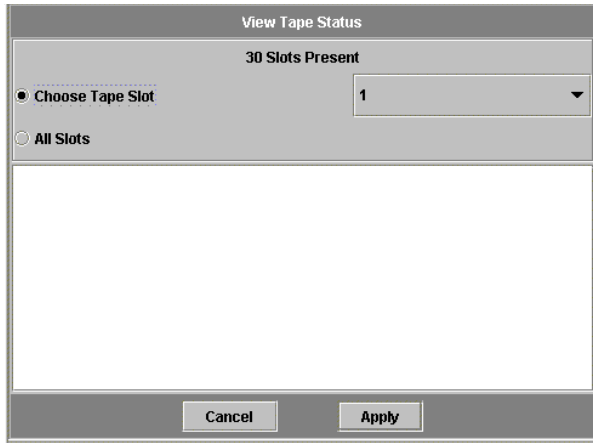 View Tape Status
30 Slots Present
Choose Tape Slot
1
All Slots
Cancel
Apply